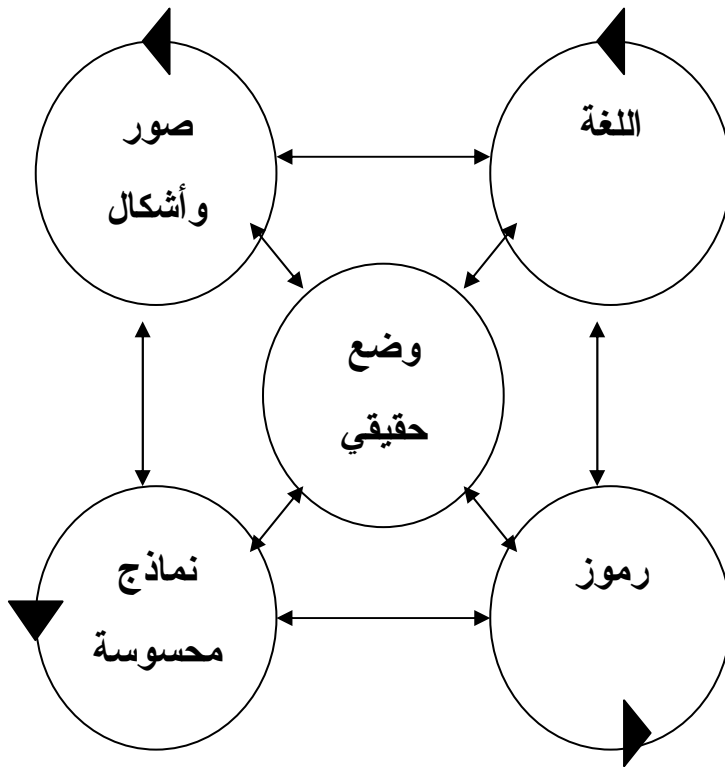 اللغة
صور
وأشكال
وضع
حقيقي
رموز
نماذج
محسوسة